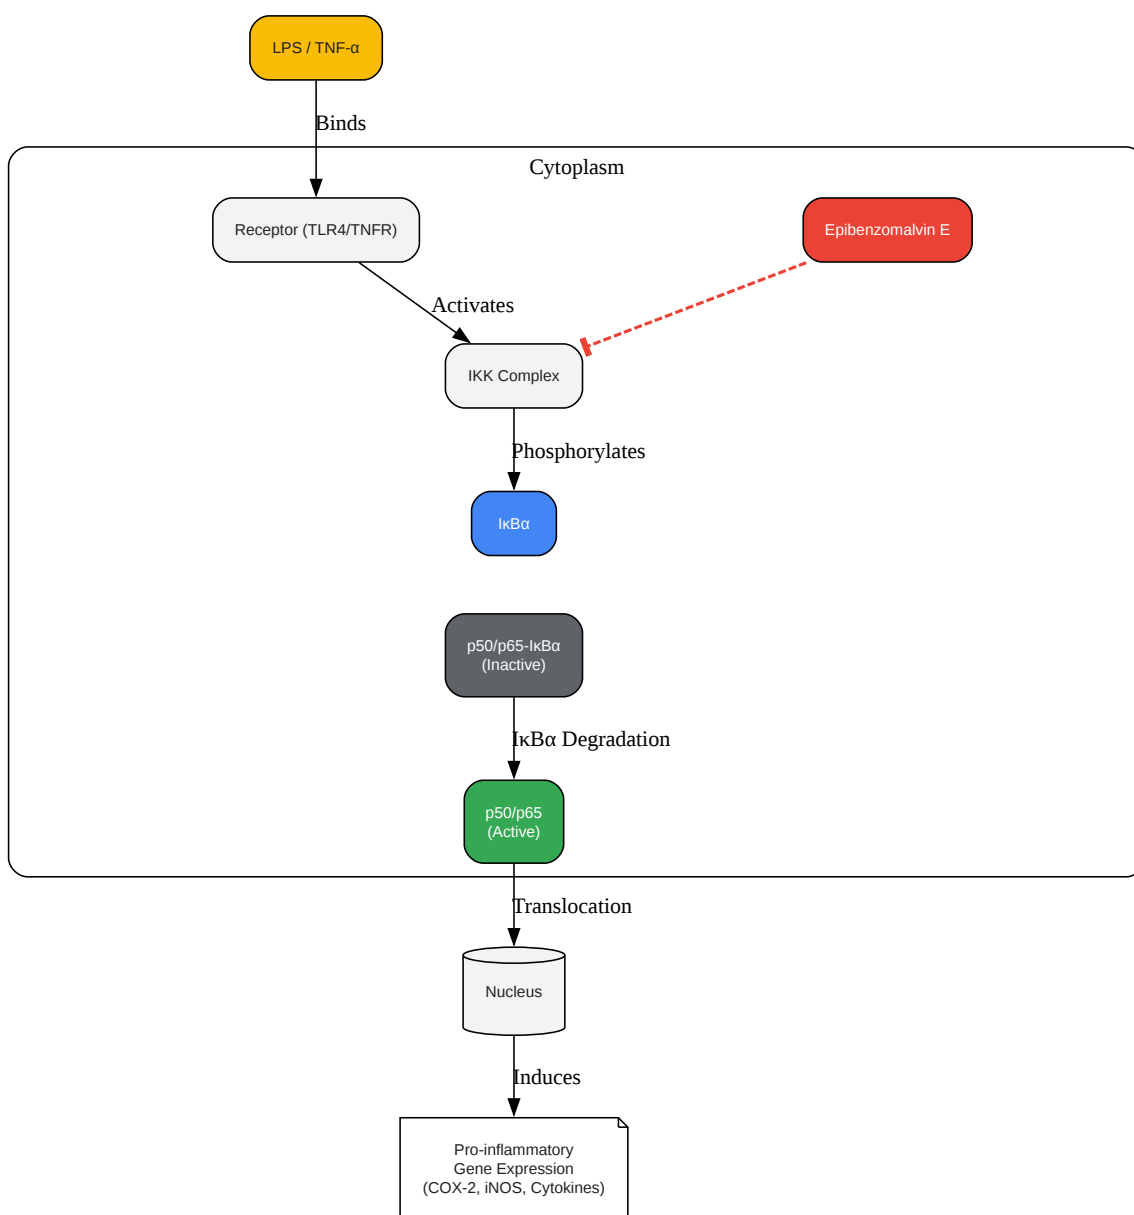 LPS / TNF-α
Binds
Cytoplasm
Receptor (TLR4/TNFR)
Epibenzomalvin E
Activates
IKK Complex
Phosphorylates
IκBα
p50/p65-IκBα
(Inactive)
IκBα Degradation
p50/p65
(Active)
Translocation
Nucleus
Induces
Pro-inflammatory
Gene Expression
(COX-2, iNOS, Cytokines)